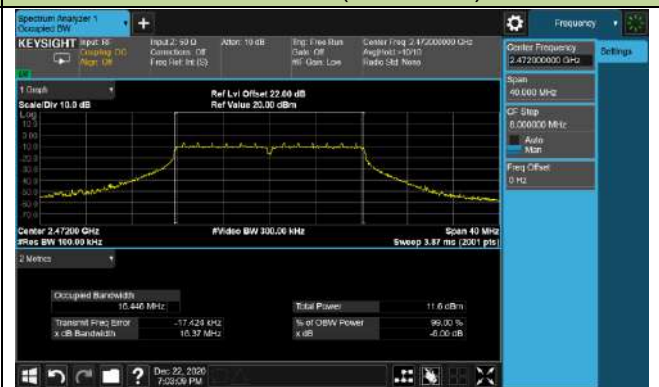 Spectrum Analyzer 1
Occupied BW
+
Frequency
KEYSIGHT
Input: RF
Coupling: DC
Align: Off
Input Z: 50 Ω
Corrections: Off
Freq Ref: Int (S)
Atten: 10 dB
Trig: Free Run
Gate: Off
#IF Gain: Low
Center Freq: 2.472000000 GHz
Avg|Hold:>10/10
Radio Std: None
Center Frequency
2.472000000 GHz
Settings
Span
40.000 MHz
CF Step
Auto
Man
Freq Offset
0 Hz
1 Graph
Scale/Div 10.0 dB
Ref Lvl Offset 22.00 dB
Ref Value 20.00 dBm
Log
Center 2.47200 GHz
#Res BW 100.00 kHz
#Video BW 300.00 kHz
Span 40 MHz
Sweep 3.87 ms (2001 pts)
2 Metrics
Occupied Bandwidth
16.446 MHz
Total Power
11.6 dBm
Transmit Freq Error
-17.424 kHz
% of OBW Power
99.00 %
x dB Bandwidth
16.37 MHz
x dB
-6.00 dB
?
Dec 22, 2020
7:03:09 PM